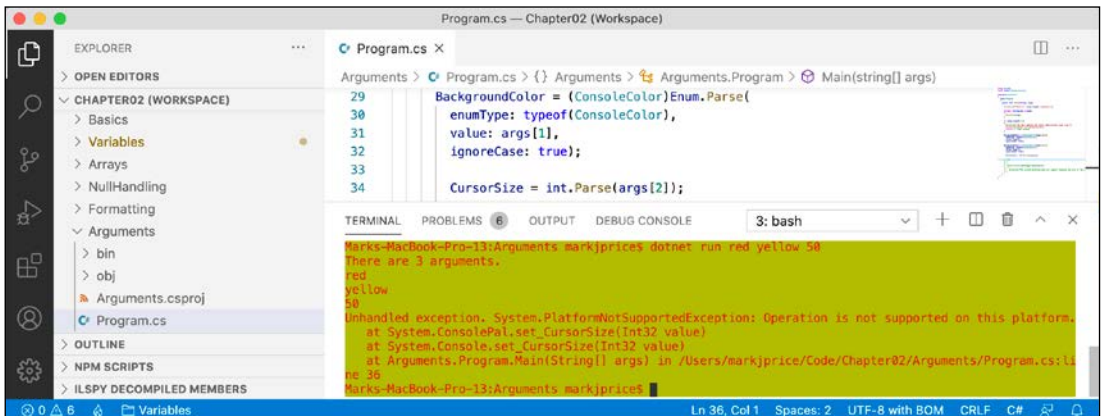 Program.cs — Chapter02 (Workspace)
EXPLORER
OPEN EDITORS
CHAPTER02 (WORKSPACE)
Basics
Variables
Arrays
NullHandling
Formatting
Arguments
bin
obj
Arguments.csproj
Program.cs
OUTLINE
NPM SCRIPTS
ILSPY DECOMPILED MEMBERS
Program.cs
Arguments > Program.cs > {} Arguments > Arguments.Program > Main(string[] args)
29 BackgroundColor = (ConsoleColor)Enum.Parse(
30 enumType: typeof(ConsoleColor),
31 value: args[1],
32 ignoreCase: true);
33
34 CursorSize = int.Parse(args[2]);
TERMINAL PROBLEMS 6 OUTPUT DEBUG CONSOLE 3: bash
Marks-MacBook-Pro-13:Arguments markjprice$ dotnet run red yellow 50
There are 3 arguments.
red
yellow
50
Unhandled exception. System.PlatformNotSupportedException: Operation is not supported on this platform.
at System.ConsolePal.set_CursorSize(Int32 value)
at System.Console.set_CursorSize(Int32 value)
at Arguments.Program.Main(String[] args) in /Users/markjprice/Code/Chapter02/Arguments/Program.cs:li
ne 36
Marks-MacBook-Pro-13:Arguments markjprice$
0 6 Variables Ln 36, Col 1 Spaces: 2 UTF-8 with BOM CRLF C#